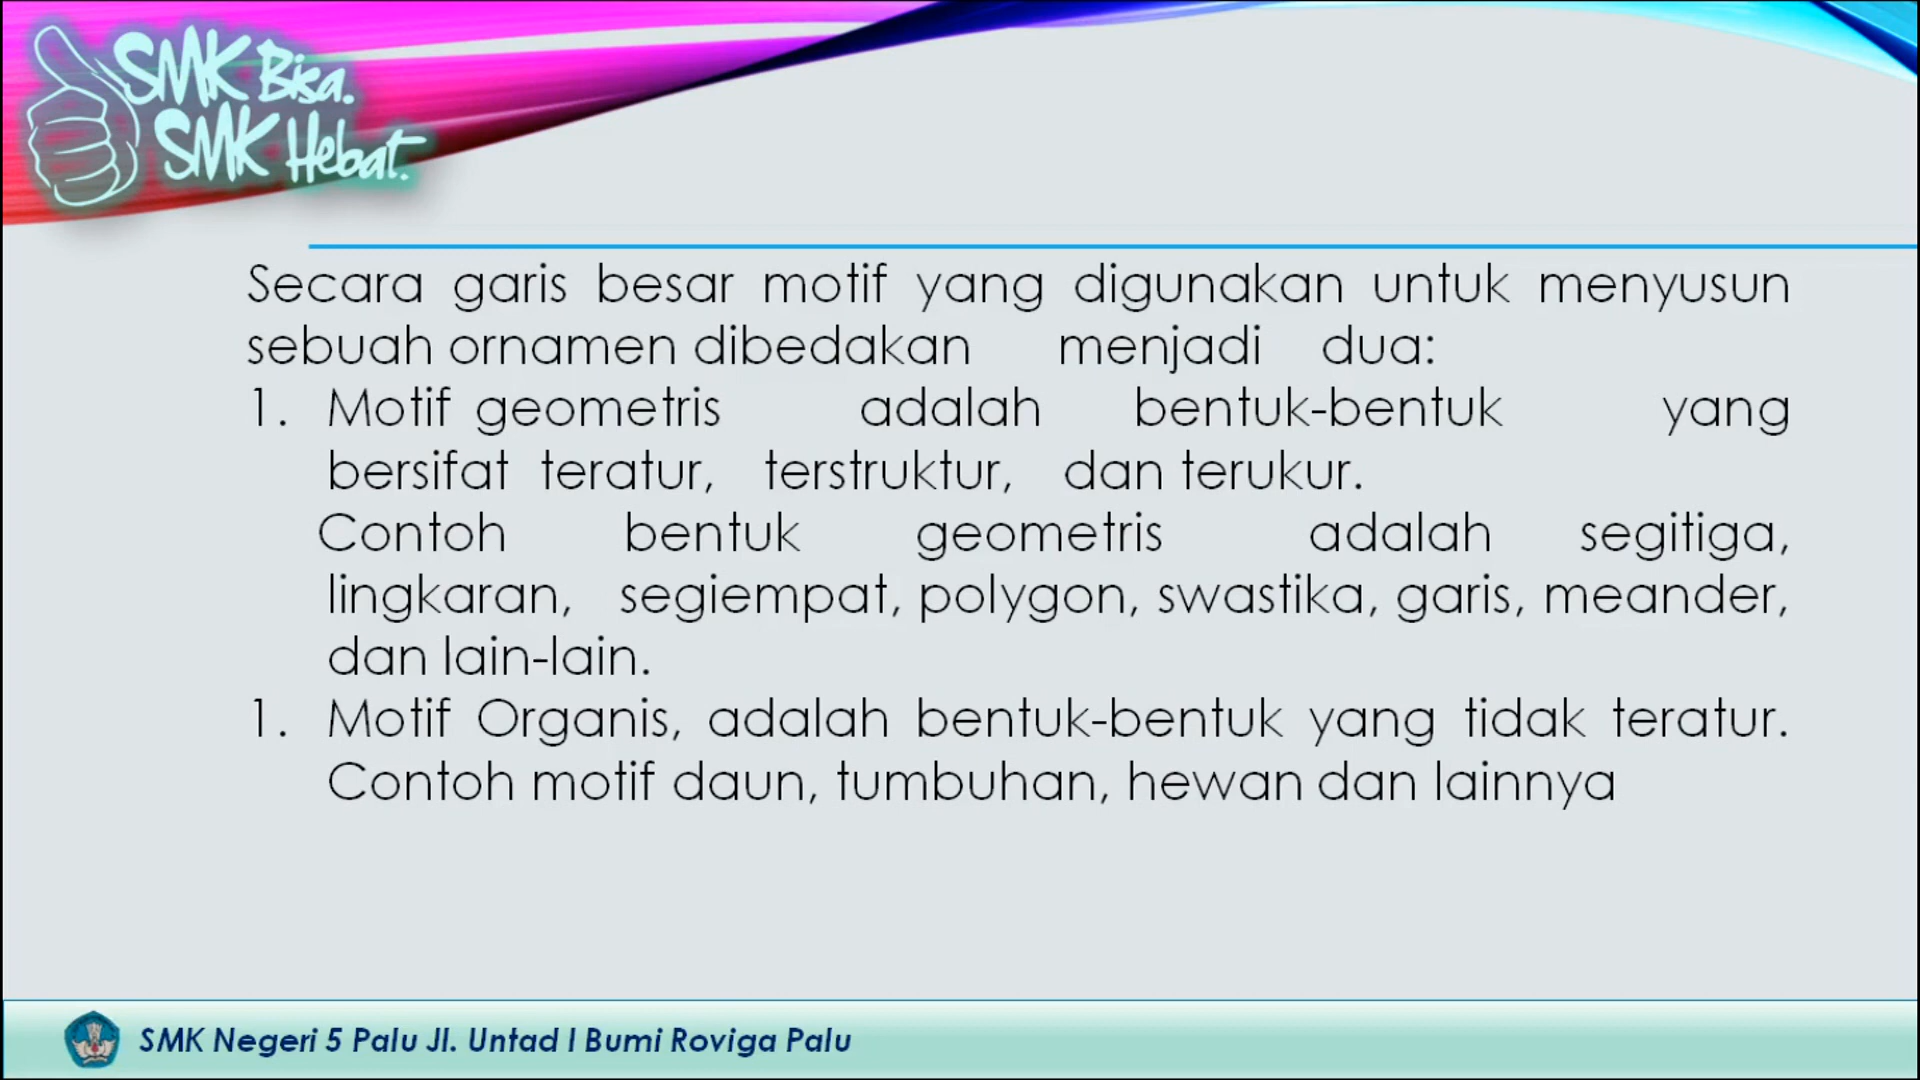 SMK Bisa.
SMK Hebat.
Secara garis besar motif yang digunakan untuk menyusun
sebuah ornamen dibedakan menjadi dua:
1. Motif geometris adalah bentuk-bentuk yang
bersifat teratur, terstruktur, dan terukur.
Contoh bentuk geometris adalah segitiga,
lingkaran, segiempat, polygon, swastika, garis, meander,
dan lain-lain.
1. Motif Organis, adalah bentuk-bentuk yang tidak teratur.
Contoh motif daun, tumbuhan, hewan dan lainnya
SMK Negeri 5 Palu Jl. Untad I Bumi Roviga Palu